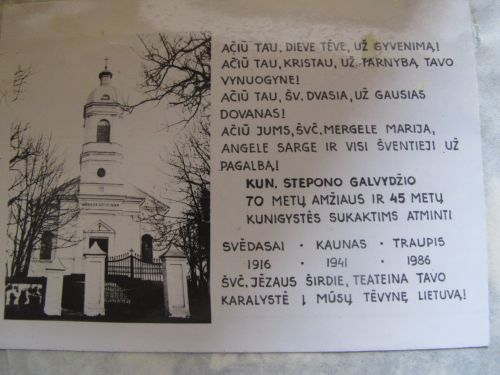 AČIŪ TAU, DIEVE TĖVE, UŽ GYVENIMĄ!
AČIŪ TAU, KRISTAU, UŽ TARNYBĄ TAVO
VYNUOGYNE!
AČIŪ TAU, ŠV. DVASIA, UŽ GAUSIAS
DOVANAS!
AČIŪ JUMS, ŠVČ. MERGELE MARIJA,
ANGELE SARGE IR VISI ŠVENTIEJI UŽ
PAGALBĄ!
KUN. STEPONO GALVYDŽIO
70 METŲ AMŽIAUS IR 45 METŲ
KUNIGYSTĖS SUKAKTIMS ATMINTI
SVĖDASAI · KAUNAS · TRAUPIS
1916 · 1941 · 1986
ŠVČ. JĖZAUS ŠIRDIE, TEATEINA TAVO
KARALYSTĖ Į MŪSŲ TĖVYNĘ LIETUVĄ!